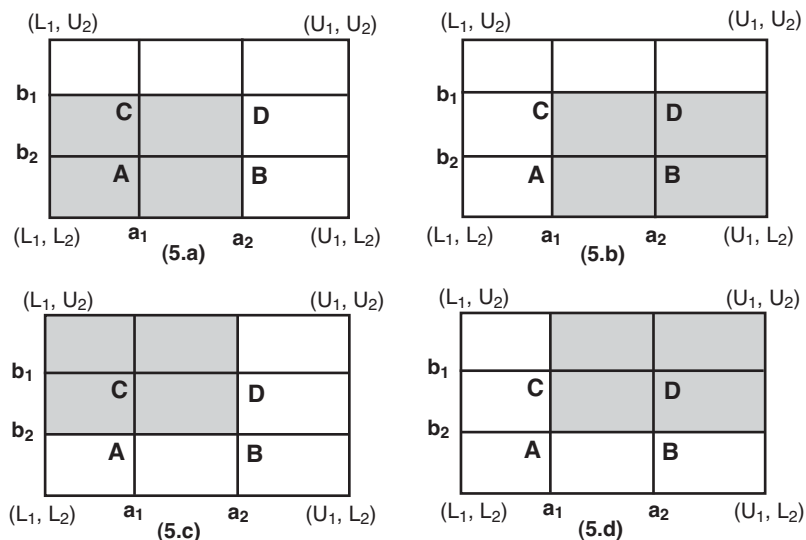 (L₁, U₂) (U₁, U₂)
b₁
C D
b₂
A B
(L₁, L₂) a₁ a₂ (U₁, L₂)
(5.a)
(L₁, U₂) (U₁, U₂)
b₁
C D
b₂
A B
(L₁, L₂) a₁ a₂ (U₁, L₂)
(5.b)
(L₁, U₂) (U₁, U₂)
b₁
C D
b₂
A B
(L₁, L₂) a₁ a₂ (U₁, L₂)
(5.c)
(L₁, U₂) (U₁, U₂)
b₁
C D
b₂
A B
(L₁, L₂) a₁ a₂ (U₁, L₂)
(5.d)